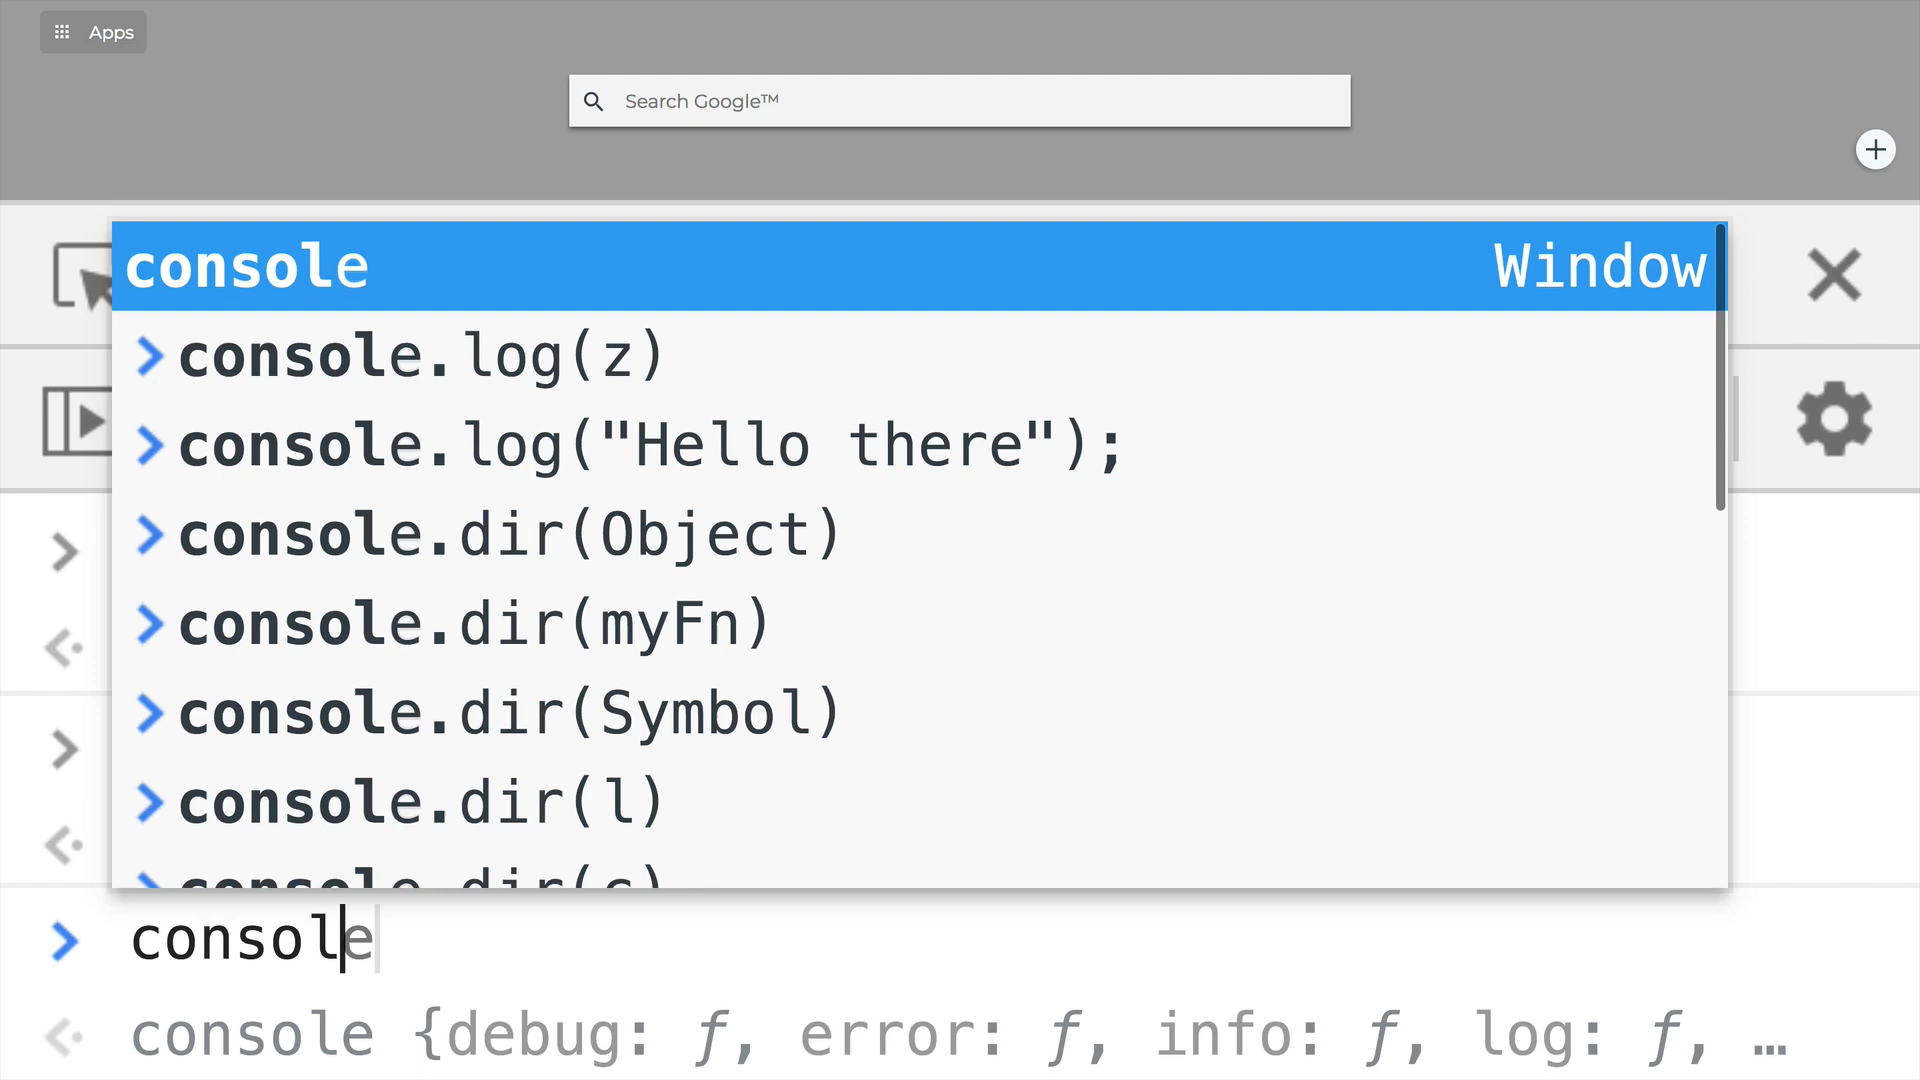 Apps
Search Google™
console Window
console.log(z)
console.log("Hello there");
console.dir(Object)
console.dir(myFn)
console.dir(Symbol)
console.dir(l)
console
console {debug: ƒ, error: ƒ, info: ƒ, log: ƒ, …